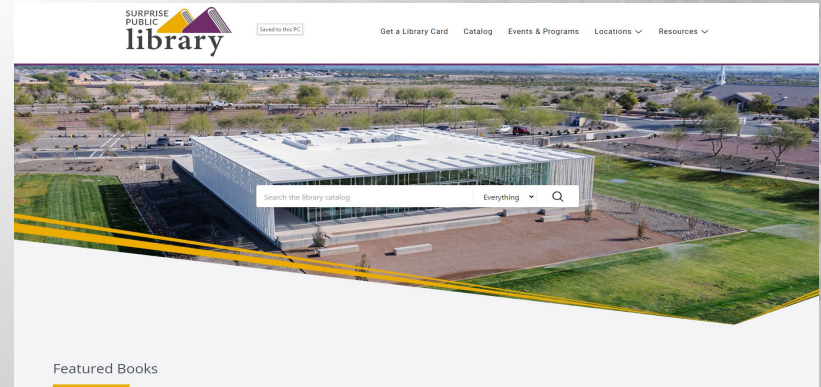 SURPRISE
PUBLIC
library
Saved to this PC
Get a Library Card Catalog Events & Programs Locations Resources
Search the library catalog Everything
Featured Books